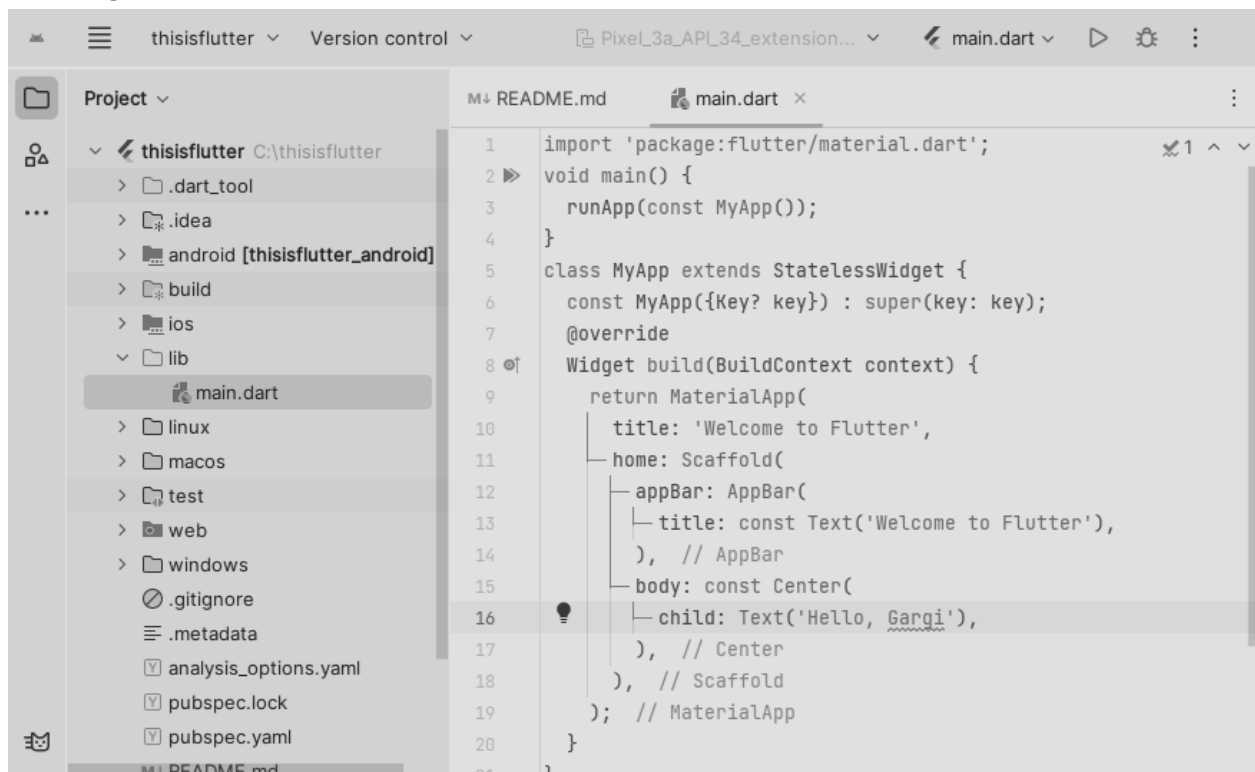 thisisflutter Version control Pixel_3a_API_34_extension... main.dart
Project
thisisflutter C:\thisisflutter
.dart_tool
.idea
android [thisisflutter_android]
build
ios
lib
main.dart
linux
macos
test
web
windows
.gitignore
.metadata
analysis_options.yaml
pubspec.lock
pubspec.yaml
M↓ README.md
M↓ README.md main.dart ×
1 import 'package:flutter/material.dart'; 1
2 void main() {
3 runApp(const MyApp());
4 }
5 class MyApp extends StatelessWidget {
6 const MyApp({Key? key}) : super(key: key);
7 @override
8 Widget build(BuildContext context) {
9 return MaterialApp(
10 title: 'Welcome to Flutter',
11 home: Scaffold(
12 appBar: AppBar(
13 title: const Text('Welcome to Flutter'),
14 ), // AppBar
15 body: const Center(
16 child: Text('Hello, Gargi'),
17 ), // Center
18 ), // Scaffold
19 ); // MaterialApp
20 }